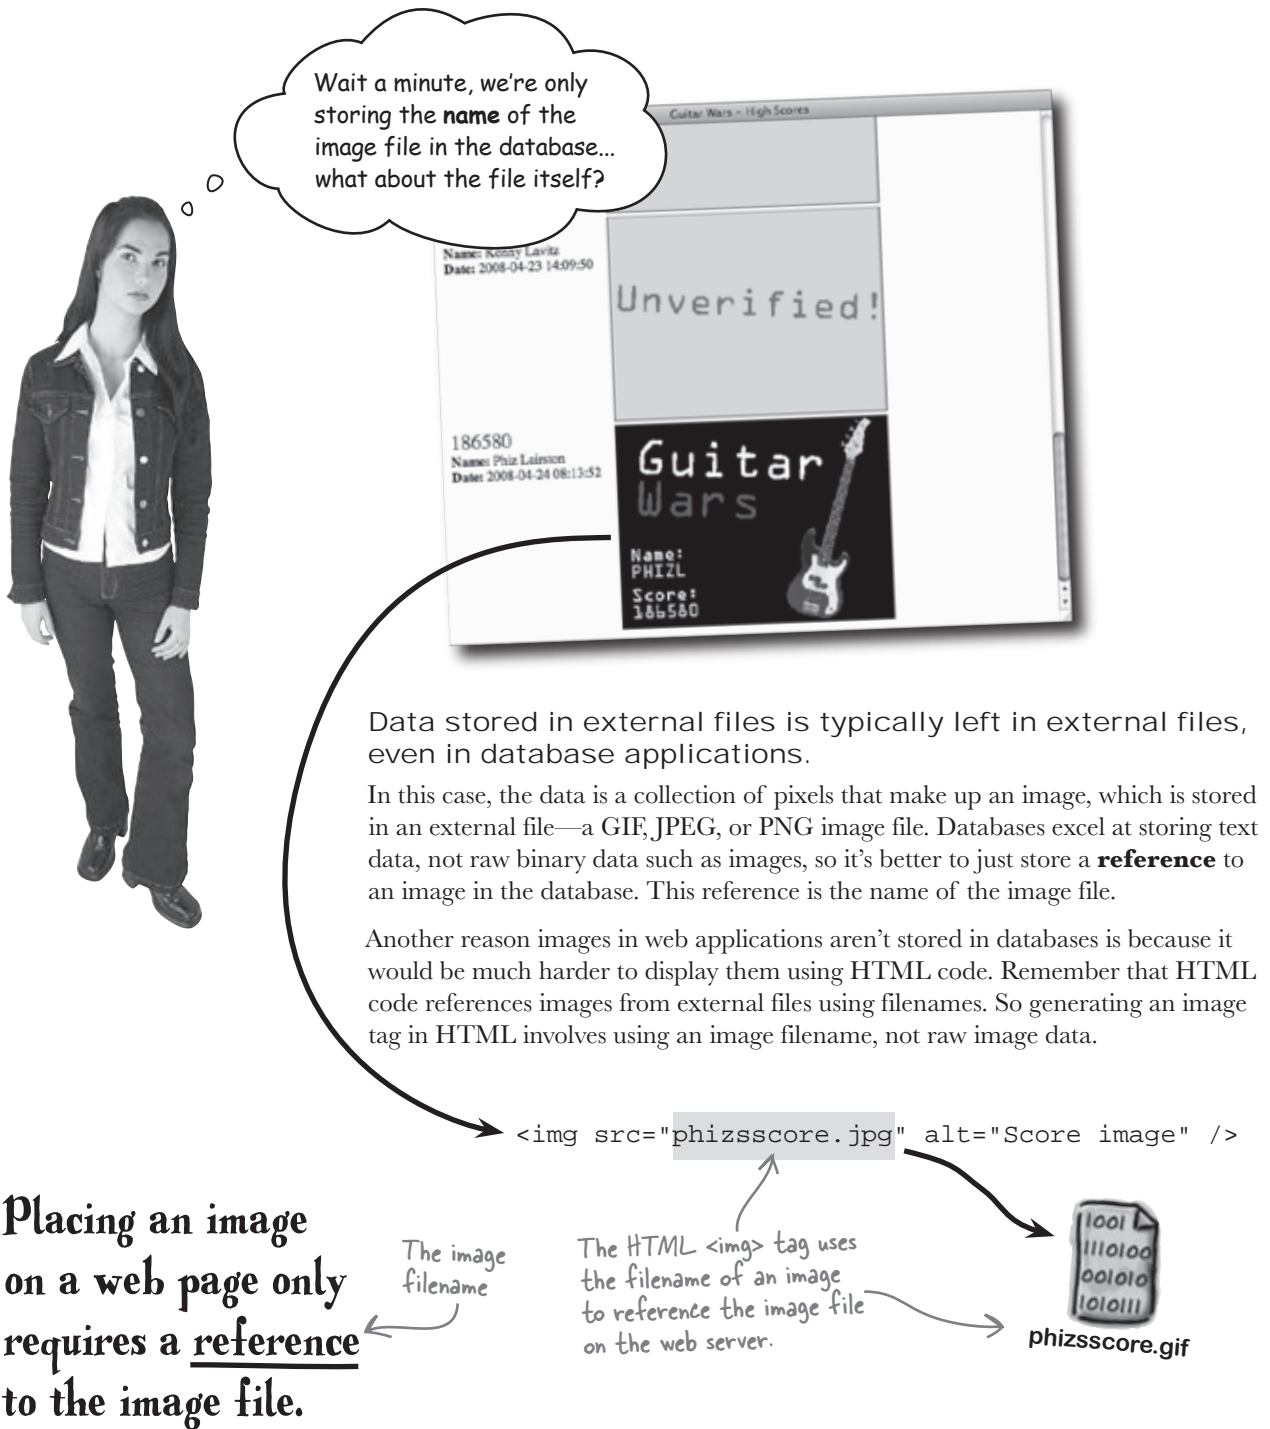 Wait a minute, we're only
storing the name of the
image file in the database...
what about the file itself?
Guitar Wars - High Scores
Name: Kenny Lavitz
Date: 2008-04-23 14:09:50
Unverified!
186580
Name: Phiz Lairston
Date: 2008-04-24 08:13:52
Guitar
Wars
Name:
PHIZL
Score:
186580
Data stored in external files is typically left in external files,
even in database applications.
In this case, the data is a collection of pixels that make up an image, which is stored
in an external file—a GIF, JPEG, or PNG image file. Databases excel at storing text
data, not raw binary data such as images, so it's better to just store a reference to
an image in the database. This reference is the name of the image file.
Another reason images in web applications aren't stored in databases is because it
would be much harder to display them using HTML code. Remember that HTML
code references images from external files using filenames. So generating an image
tag in HTML involves using an image filename, not raw image data.
<img src="phizsscore.jpg" alt="Score image" />
Placing an image
on a web page only
requires a reference
to the image file.
The image
filename
The HTML <img> tag uses
the filename of an image
to reference the image file
on the web server.
1001
1110100
001010
1010111
phizsscore.gif